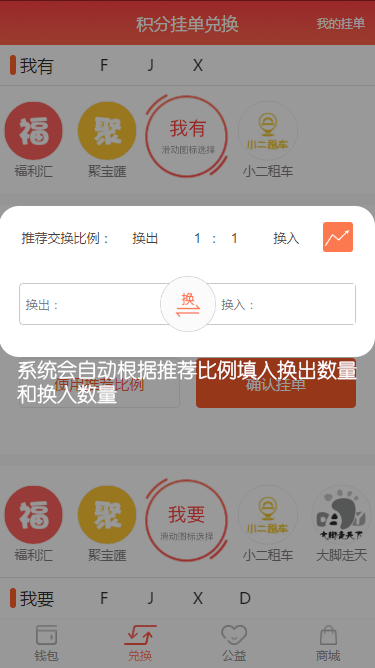 积分挂单兑换
我的挂单
我有 F J X
福
聚
我有
滑动图标选择
小二租车
福利汇
聚宝匯
小二租车
推荐交换比例： 换出 1 ： 1 换入
换出：
换
换入：
系统会自动根据推荐比例填入换出数量
和换入数量
使用推荐比例
确认挂单
福
聚
我要
滑动图标选择
小二租车
大脚走天下
福利汇
聚宝匯
小二租车
大脚走天
我要 F J X D
钱包
兑换
公益
商城